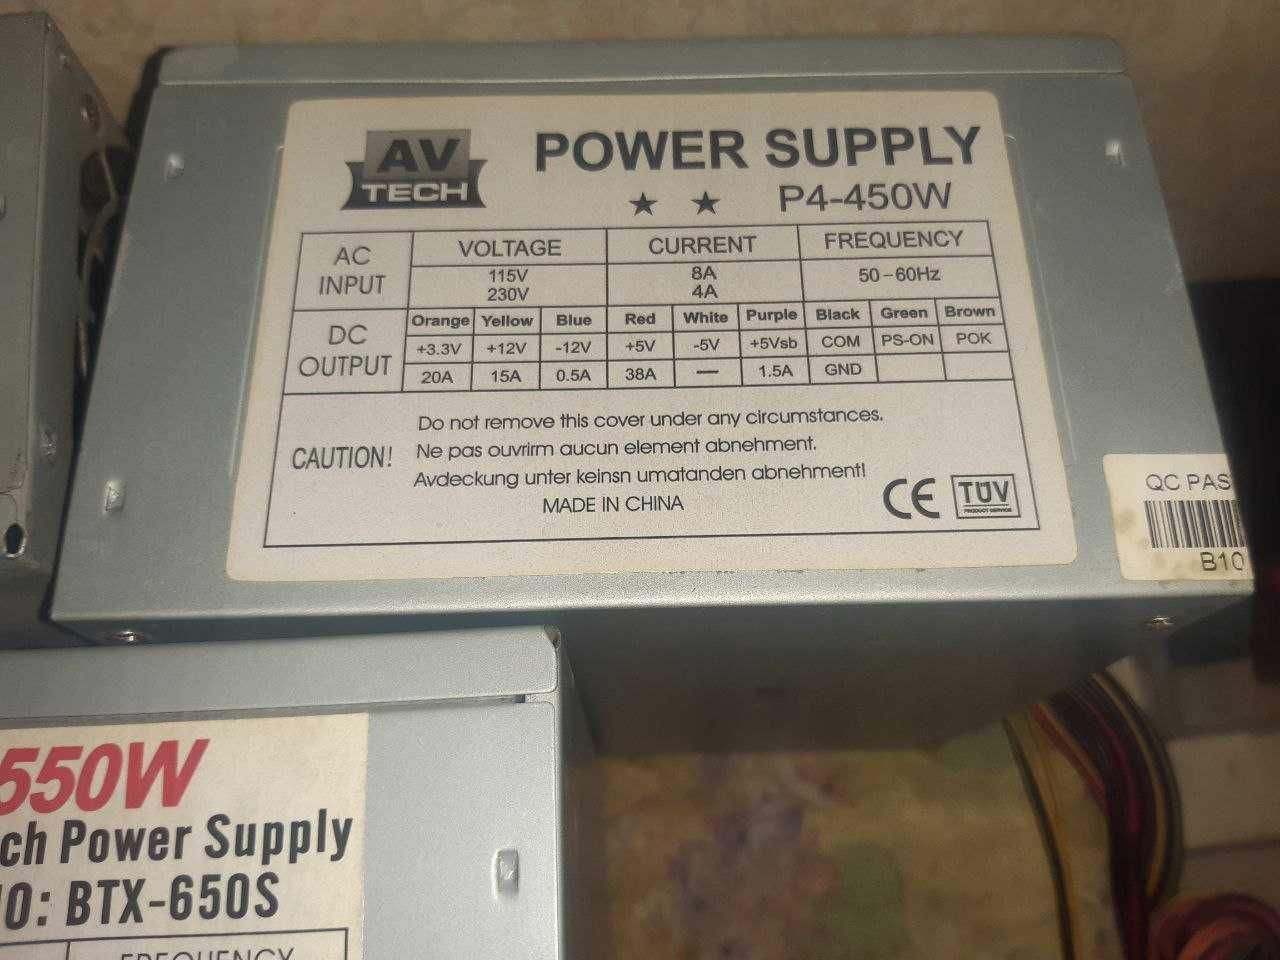 AV
TECH
POWER SUPPLY
★ ★ P4-450W
AC INPUT
VOLTAGE CURRENT FREQUENCY
115V 8A 50-60Hz
230V 4A
DC OUTPUT
Orange Yellow Blue Red White Purple Black Green Brown
+3.3V +12V -12V +5V -5V +5Vsb COM PS-ON POK
20A 15A 0.5A 38A — 1.5A GND
CAUTION!
Do not remove this cover under any circumstances.
Ne pas ouvrirm aucun element abnehment.
Avdeckung unter keinsn umatanden abnehment!
MADE IN CHINA
CE TÜV
PRODUCT SERVICE
QC PAS
B10
550W
ch Power Supply
O: BTX-650S
FREQUENCY